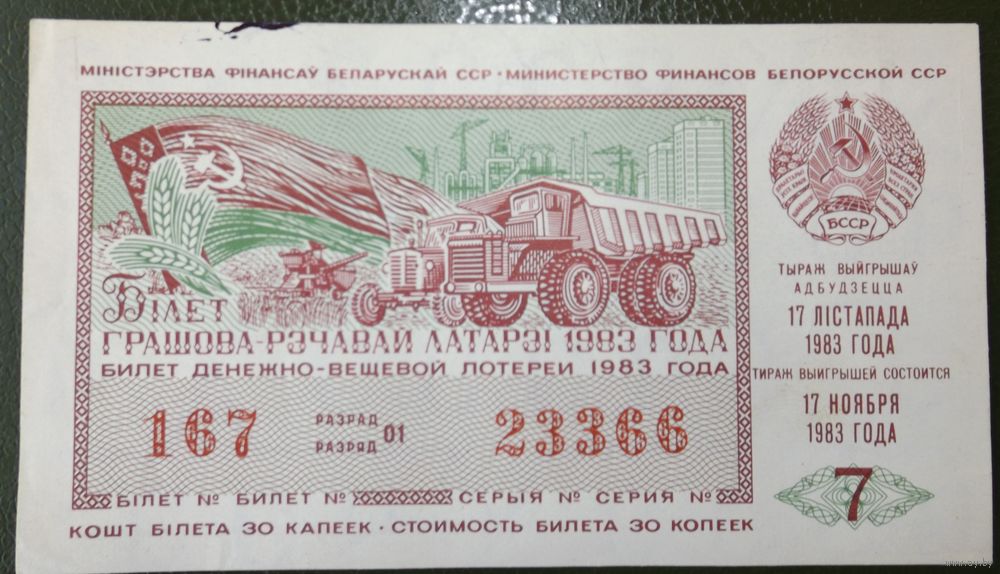 МІНІСТЭРСТВА ФІНАНСАЎ БЕЛАРУСКАЙ ССР · МИНИСТЕРСТВО ФИНАНСОВ БЕЛОРУССКОЙ ССР
БССР
БІЛЕТ
ГРАШОВА-РЭЧАВАЙ ЛАТАРЭІ 1983 ГОДА
БИЛЕТ ДЕНЕЖНО-ВЕЩЕВОЙ ЛОТЕРЕИ 1983 ГОДА
167 РАЗРАД 01 23366
РАЗРЯД
БІЛЕТ № БИЛЕТ № СЕРЫЯ № СЕРИЯ №
КОШТ БІЛЕТА 30 КАПЕЕК · СТОИМОСТЬ БИЛЕТА 30 КОПЕЕК
ТЫРАЖ ВЫЙГРЫШАЎ
АДБУДЗЕЦЦА
17 ЛІСТАПАДА
1983 ГОДА
ТИРАЖ ВЫИГРЫШЕЙ СОСТОИТСЯ
17 НОЯБРЯ
1983 ГОДА
7